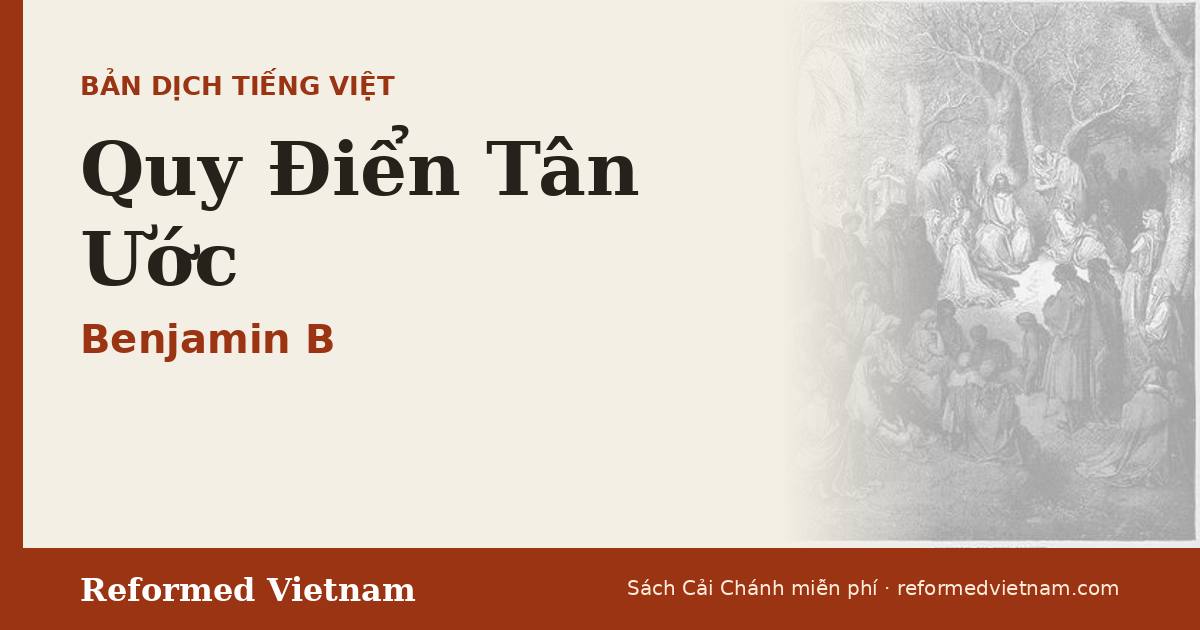 BẢN DỊCH TIẾNG VIỆT
Quy Điển Tân
Ước
Benjamin B
Reformed Vietnam
Sách Cải Chánh miễn phí · reformedvietnam.com